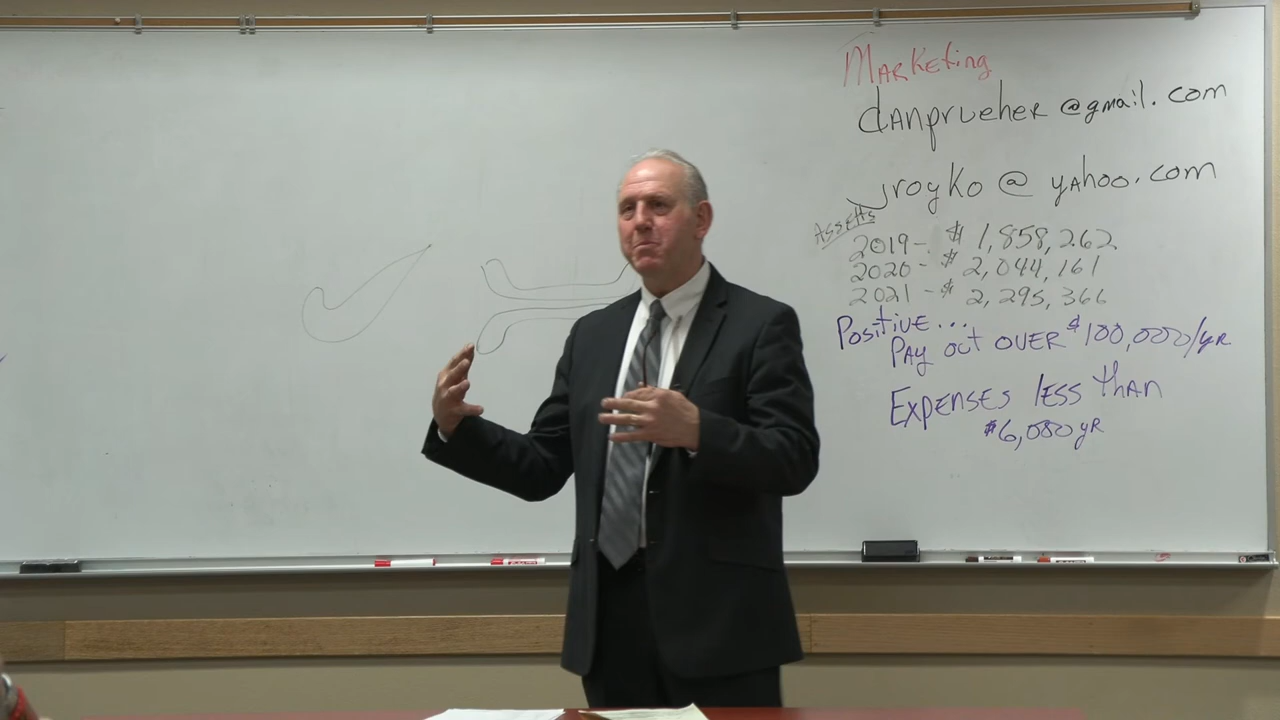 Marketing
danprueher@gmail.com
jroyko@yahoo.com
Assets
2019- $1,858,262
2020- $2,044,161
2021 - $2,295,366
Positive...
Pay out over $100,000/yr
Expenses less than
$6,080 yr